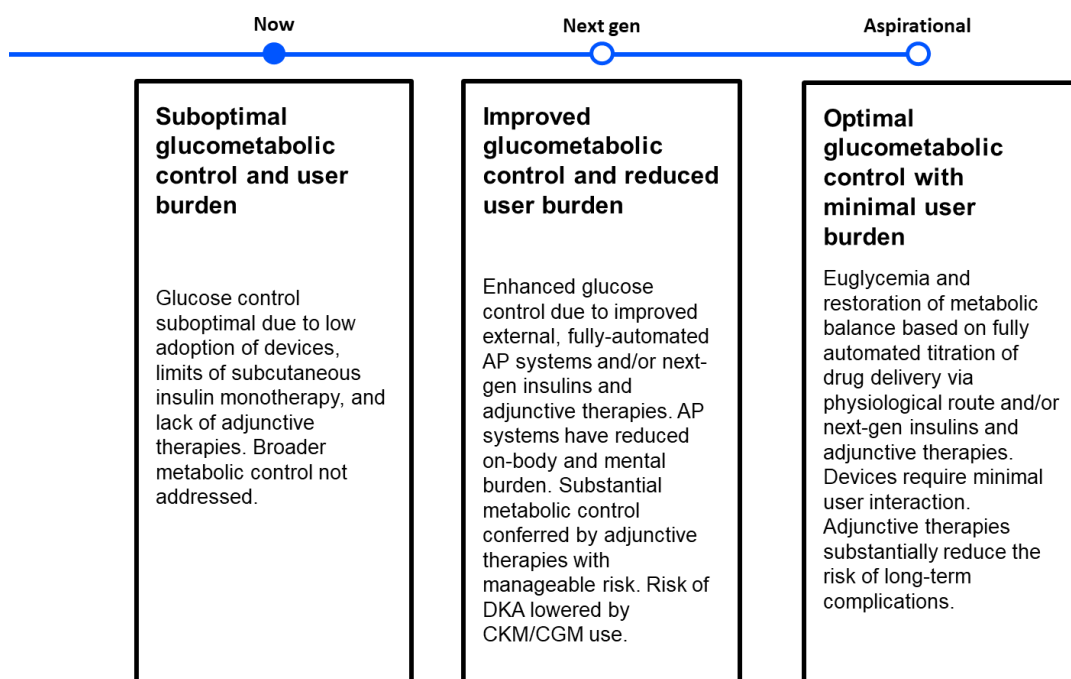 Now
Next gen
Aspirational
Suboptimal
glucometabolic
control and user
burden
Glucose control
suboptimal due to low
adoption of devices,
limits of subcutaneous
insulin monotherapy, and
lack of adjunctive
therapies. Broader
metabolic control not
addressed.
Improved
glucometabolic
control and reduced
user burden
Enhanced glucose
control due to improved
external, fully-automated
AP systems and/or next-
gen insulins and
adjunctive therapies. AP
systems have reduced
on-body and mental
burden. Substantial
metabolic control
conferred by adjunctive
therapies with
manageable risk. Risk of
DKA lowered by
CKM/CGM use.
Optimal
glucometabolic
control with
minimal user
burden
Euglycemia and
restoration of metabolic
balance based on fully
automated titration of
drug delivery via
physiological route and/or
next-gen insulins and
adjunctive therapies.
Devices require minimal
user interaction.
Adjunctive therapies
substantially reduce the
risk of long-term
complications.